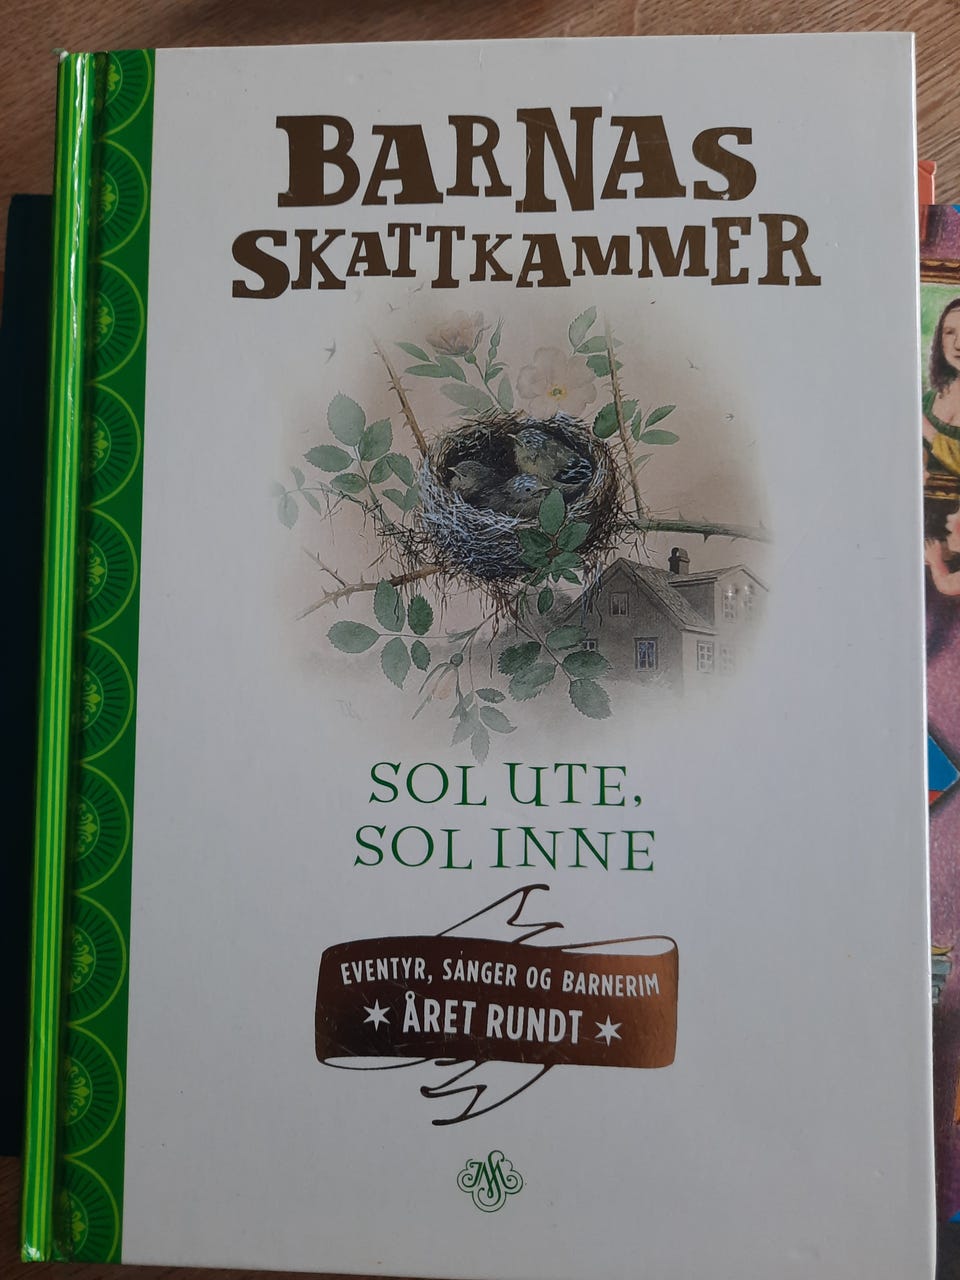 BARNAS
SKATTKAMMER
SOL UTE,
SOL INNE
EVENTYR, SANGER OG BARNERIM
ÅRET RUNDT